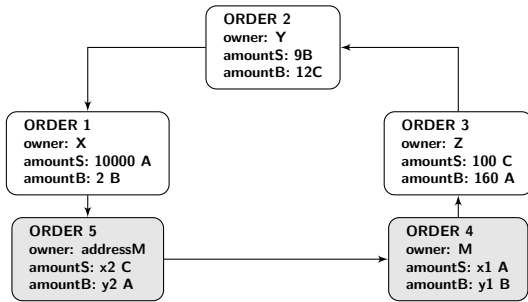 ORDER 2
owner: Y
amountS: 9B
amountB: 12C
ORDER 1
owner: X
amountS: 10000 A
amountB: 2 B
ORDER 3
owner: Z
amountS: 100 C
amountB: 160 A
ORDER 5
owner: addressM
amountS: x2 C
amountB: y2 A
ORDER 4
owner: M
amountS: x1 A
amountB: y1 B